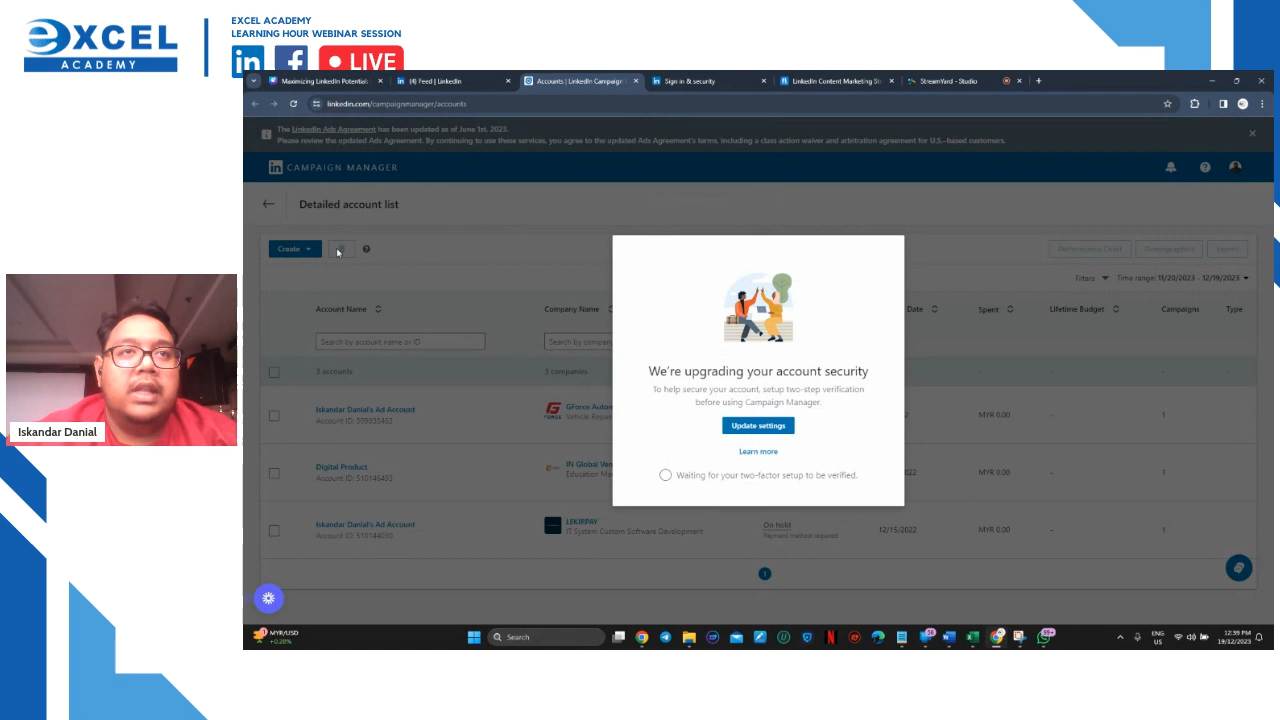 EXCEL
ACADEMY
EXCEL ACADEMY
LEARNING HOUR WEBINAR SESSION
in
f
LIVE
Maximizing LinkedIn Potential:
(4) Feed | LinkedIn
Accounts | LinkedIn Campaign
Sign in & security
LinkedIn Content Marketing St
StreamYard - Studio
linkedin.com/campaignmanager/accounts
The LinkedIn Ads Agreement has been updated as of June 1st, 2023.
Please review the updated Ads Agreement. By continuing to use these services, you agree to the updated Ads Agreement's terms, including a class action waiver and arbitration agreement for U.S.-based customers.
in CAMPAIGN MANAGER
Detailed account list
Create
Performance Chart
Demographics
Export
Filters
Time range: 11/20/2023 - 12/19/2023
Account Name
Company Name
Date
Spent
Lifetime Budget
Campaigns
Type
Search by account name or ID
Search by company
3 accounts
3 companies
Iskandar Danial's Ad Account
Account ID: 509835463
GForce Autom
Vehicle Repair
MYR 0.00
-
1
Digital Product
Account ID: 510146493
IN Global Ven
Education Ma
MYR 0.00
-
1
Iskandar Danial's Ad Account
Account ID: 510144030
LEKIRPAY
IT System Custom Software Development
On hold
Payment method required
12/15/2022
MYR 0.00
-
1
1
We're upgrading your account security
To help secure your account, setup two-step verification
before using Campaign Manager.
Update settings
Learn more
Waiting for your two-factor setup to be verified.
Iskandar Danial
MYR/USD
+0.28%
Search
99+
ENG
US
12:39 PM
19/12/2023